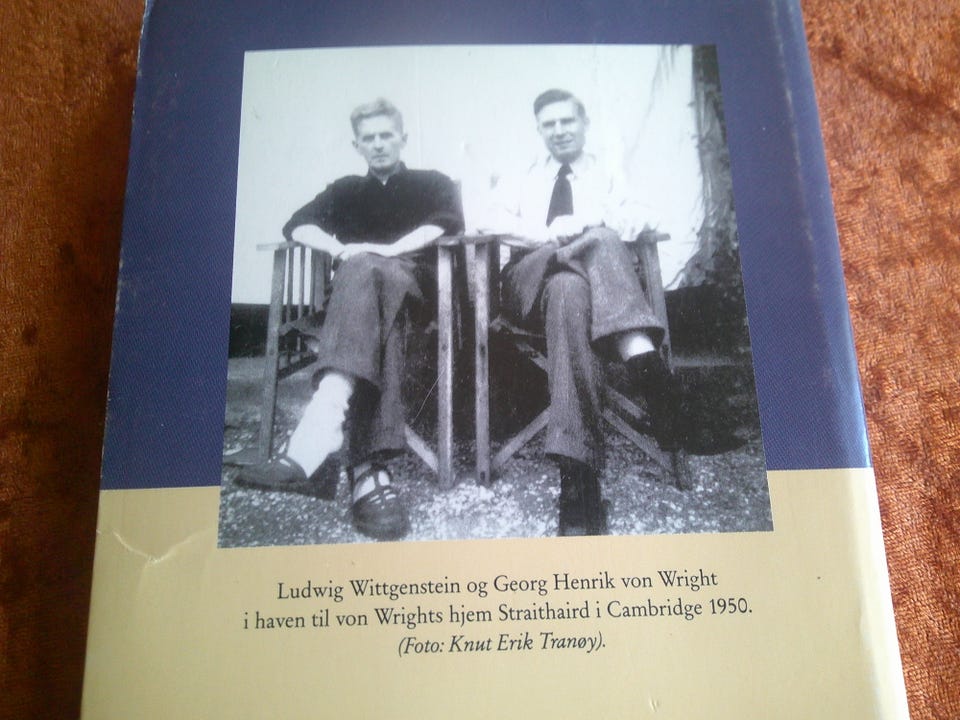 Ludwig Wittgenstein og Georg Henrik von Wright
i haven til von Wrights hjem Straithaird i Cambridge 1950.
(Foto: Knut Erik Tranøy).